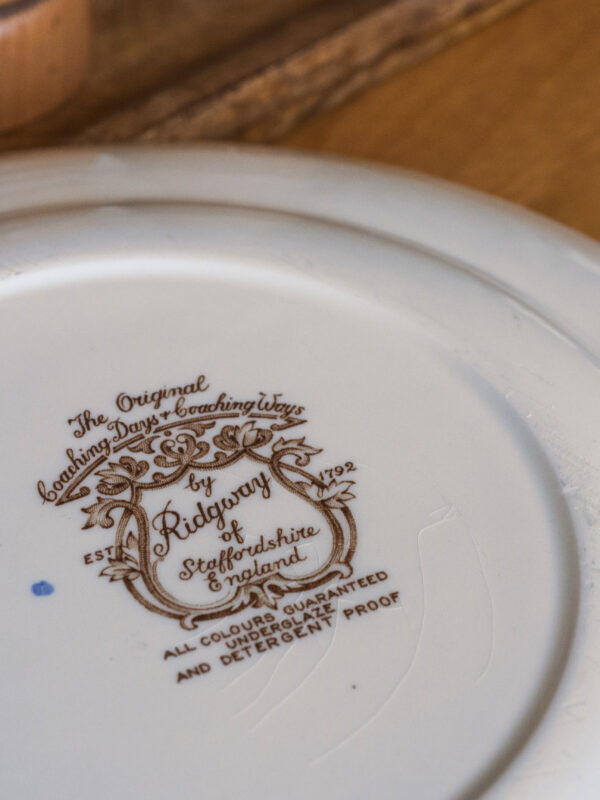 The Original
Coaching Days & Coaching Ways
by
Ridgway
of
Staffordshire
England
EST 1792
ALL COLOURS GUARANTEED
UNDERGLAZE
AND DETERGENT PROOF